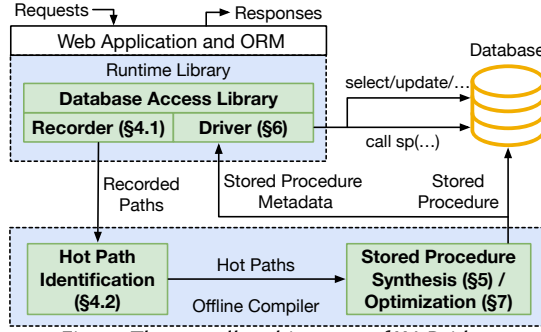 Requests
Responses
Web Application and ORM
Database
Runtime Library
Database Access Library
Recorder (§4.1)
Driver (§6)
select/update/…
call sp(…)
Recorded
Paths
Stored Procedure
Metadata
Stored
Procedure
Hot Path
Identification
(§4.2)
Hot Paths
Offline Compiler
Stored Procedure
Synthesis (§5) /
Optimization (§7)